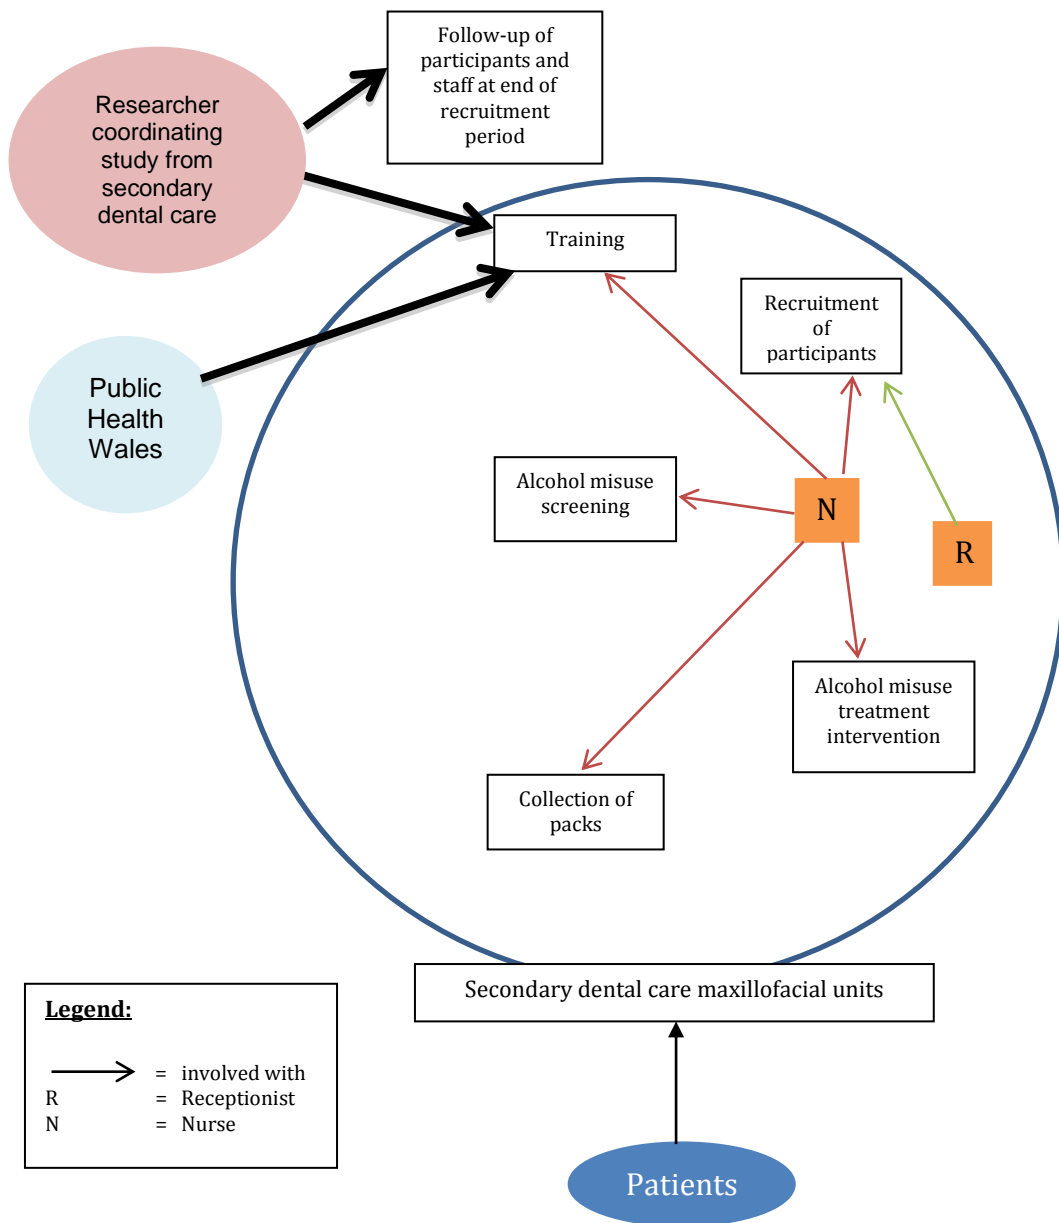 Follow-up of
participants and
staff at end of
recruitment
period
Researcher
coordinating
study from
secondary
dental care
Training
Recruitment
of
participants
Public
Health
Wales
Alcohol misuse
screening
N
R
Alcohol misuse
treatment
intervention
Collection of
packs
Secondary dental care maxillofacial units
Legend:
= involved with
R = Receptionist
N = Nurse
Patients